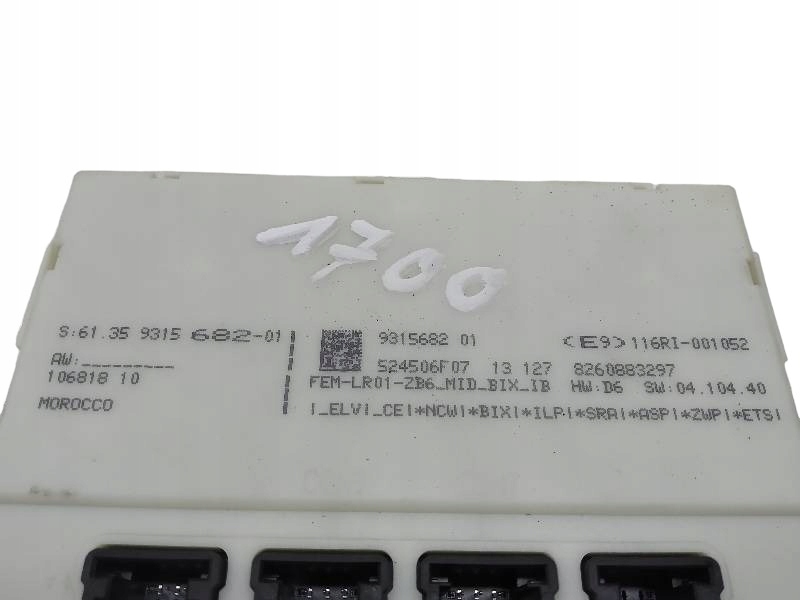 1700
S:61.35 9315 682-01
AW:_________
106818 10
MOROCCO
9315682 01
524506F07 13 127 8260883297
FEM-LR01-ZB6_MID_BIX_IB HW:D6 SW:04.104.40
|_ELV|_CE|*NCW|*BIX|*ILP|*SRA|*ASP|*ZWP|*ETS|
<E9>116RI-001052